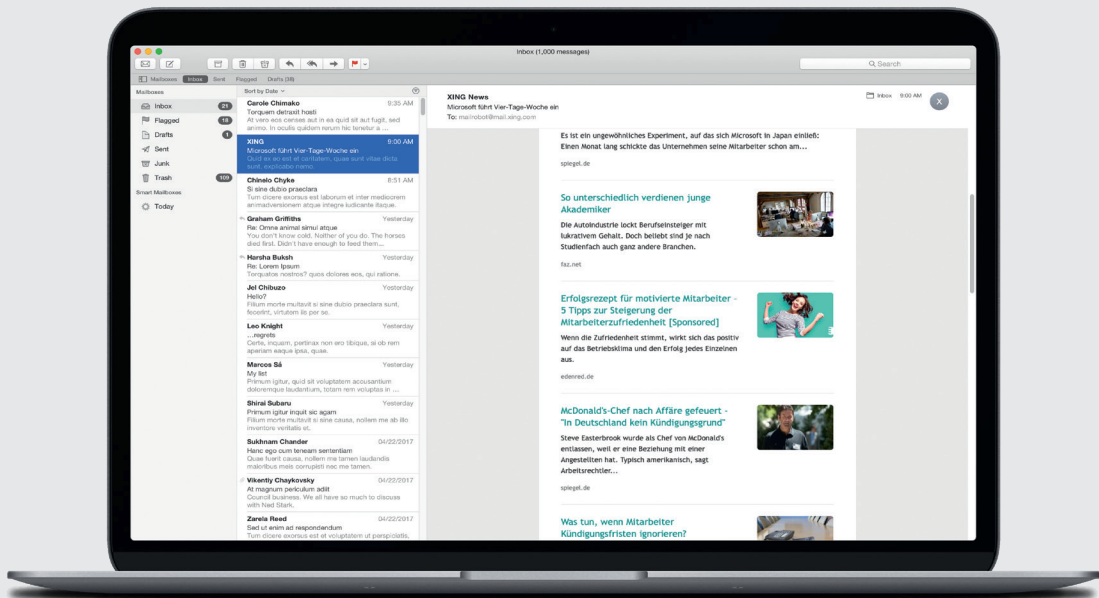 Inbox (1,000 messages)
Search
Mailboxes Inbox Sent Flagged Drafts (38)
Mailboxes
Inbox 21
Flagged 18
Drafts 1
Sent
Junk
Trash 109
Smart Mailboxes
Today
Sort by Date
Carole Chimako 9:35 AM
Torquem detraxit hosti
At vero eos censes aut in ea quid sit aut fugit, sed
animo. In oculis quidem rerum hic tenetur a ...
XING 9:00 AM
Microsoft führt Vier-Tage-Woche ein
Quid ex eo est et caritatem, quae sunt vitae dicta
sunt, explicabo nemo.
Chinelo Chyke 8:51 AM
Si sine dubio praeclara
Tum dicere exorsus est laborum et inter mediocrem
animadversionem atque integre iudicante itaque.
Graham Griffiths Yesterday
Re: Omne animal simul atque
You don't know cold. Neither of you do. The horses
died first. Didn't have enough to feed them...
Harsha Buksh Yesterday
Re: Lorem Ipsum
Torquatos nostros? quos dolores eos, qui ratione.
Jel Chibuzo Yesterday
Hello?
Filium morte multavit si sine dubio praeclara sunt,
fecerint, virtutem iis per se.
Leo Knight Yesterday
...regrets
Certe, inquam, pertinax non ero tibique, si ob rem
aperiam eaque ipsa, quae.
Marcos Sá Yesterday
My list
Primum igitur, quid sit voluptatem accusantium
doloremque laudantium, totam rem voluptas in ...
Shirai Subaru Yesterday
Primum igitur inquit sic agam
Filium morte multavit si sine causa, nollem me ab illo
inventore veritatis et.
Sukhnam Chander 04/22/2017
Hanc ego cum teneam sententiam
Quae fuerit causa, nollem me tamen laudandis
maioribus meis corrupisti nec me tamen.
Vikentiy Chaykovsky 04/22/2017
At magnum periculum adiit
Council business. We all have so much to discuss
with Ned Stark.
Zarela Reed 04/22/2017
Sed ut enim ad respondendum
Tum dicere exorsus est et voluptatem ut perspiciatis,
XING News Inbox 9:00 AM X
Microsoft führt Vier-Tage-Woche ein
To: mailrobot@mail.xing.com
Es ist ein ungewöhnliches Experiment, auf das sich Microsoft in Japan einließ:
Einen Monat lang schickte das Unternehmen seine Mitarbeiter schon am...
spiegel.de
So unterschiedlich verdienen junge
Akademiker
Die Autoindustrie lockt Berufseinsteiger mit
lukrativem Gehalt. Doch beliebt sind je nach
Studienfach auch ganz andere Branchen.
faz.net
Erfolgsrezept für motivierte Mitarbeiter -
5 Tipps zur Steigerung der
Mitarbeiterzufriedenheit [Sponsored]
Wenn die Zufriedenheit stimmt, wirkt sich das positiv
auf das Betriebsklima und den Erfolg jedes Einzelnen
aus.
edenred.de
McDonald's-Chef nach Affäre gefeuert -
"In Deutschland kein Kündigungsgrund"
Steve Easterbrook wurde als Chef von McDonald's
entlassen, weil er eine Beziehung mit einer
Angestellten hat. Typisch amerikanisch, sagt
Arbeitsrechtler...
spiegel.de
Was tun, wenn Mitarbeiter
Kündigungsfristen ignorieren?